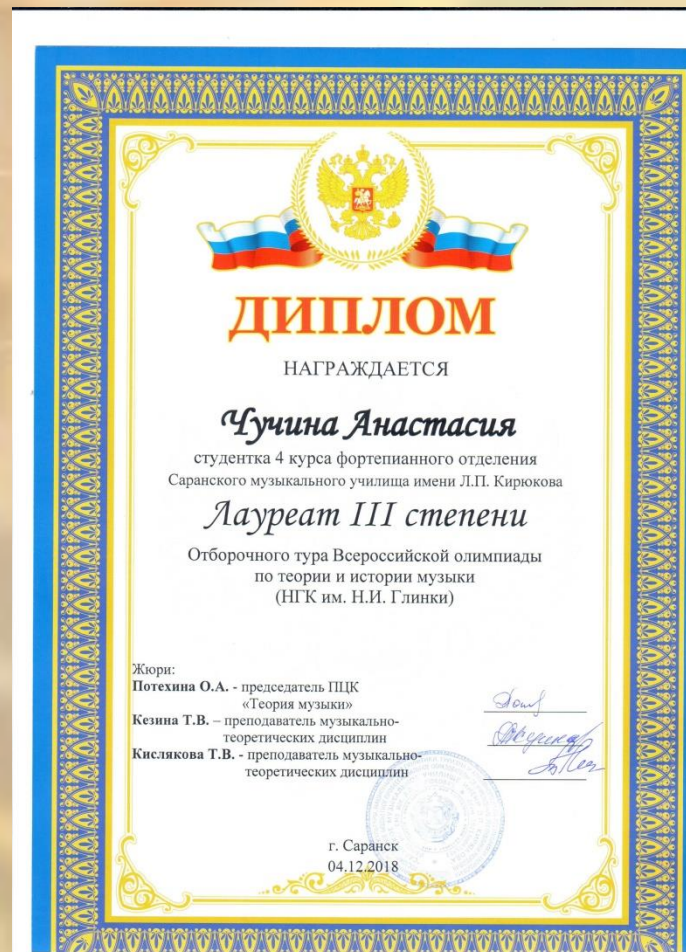 ДИПЛОМ
НАГРАЖДАЕТСЯ
Чучина Анастасия
студентка 4 курса фортепианного отделения
Саранского музыкального училища имени Л.П. Кирюкова
Лауреат III степени
Отборочного тура Всероссийской олимпиады
по теории и истории музыки
(НГК им. Н.И. Глинки)
Жюри:
Потехина О.А. - председатель ПЦК
«Теория музыки»
Кезина Т.В. – преподаватель музыкально-
теоретических дисциплин
Кислякова Т.В. - преподаватель музыкально-
теоретических дисциплин
г. Саранск
04.12.2018